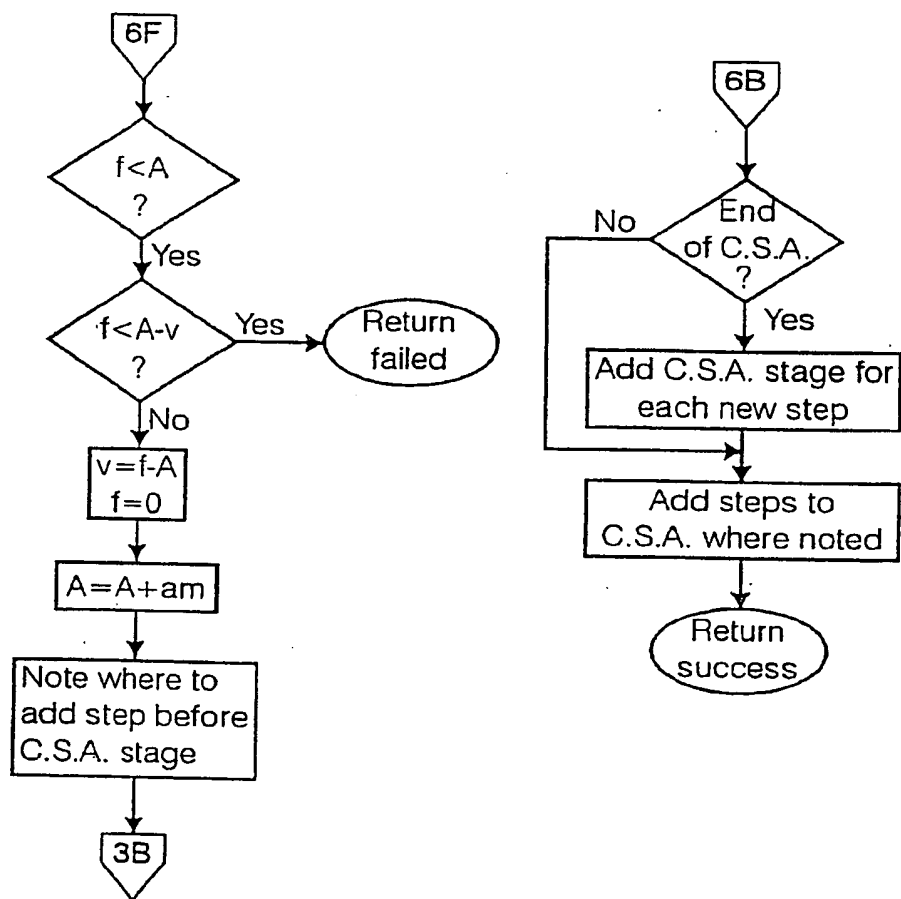 6F
f<A
?
Yes
f<A-v
?
Yes
Return
failed
No
v=f-A
f=0
A=A+am
Note where to
add step before
C.S.A. stage
3B
6B
End
of C.S.A.
?
No
Yes
Add C.S.A. stage for
each new step
Add steps to
C.S.A. where noted
Return
success